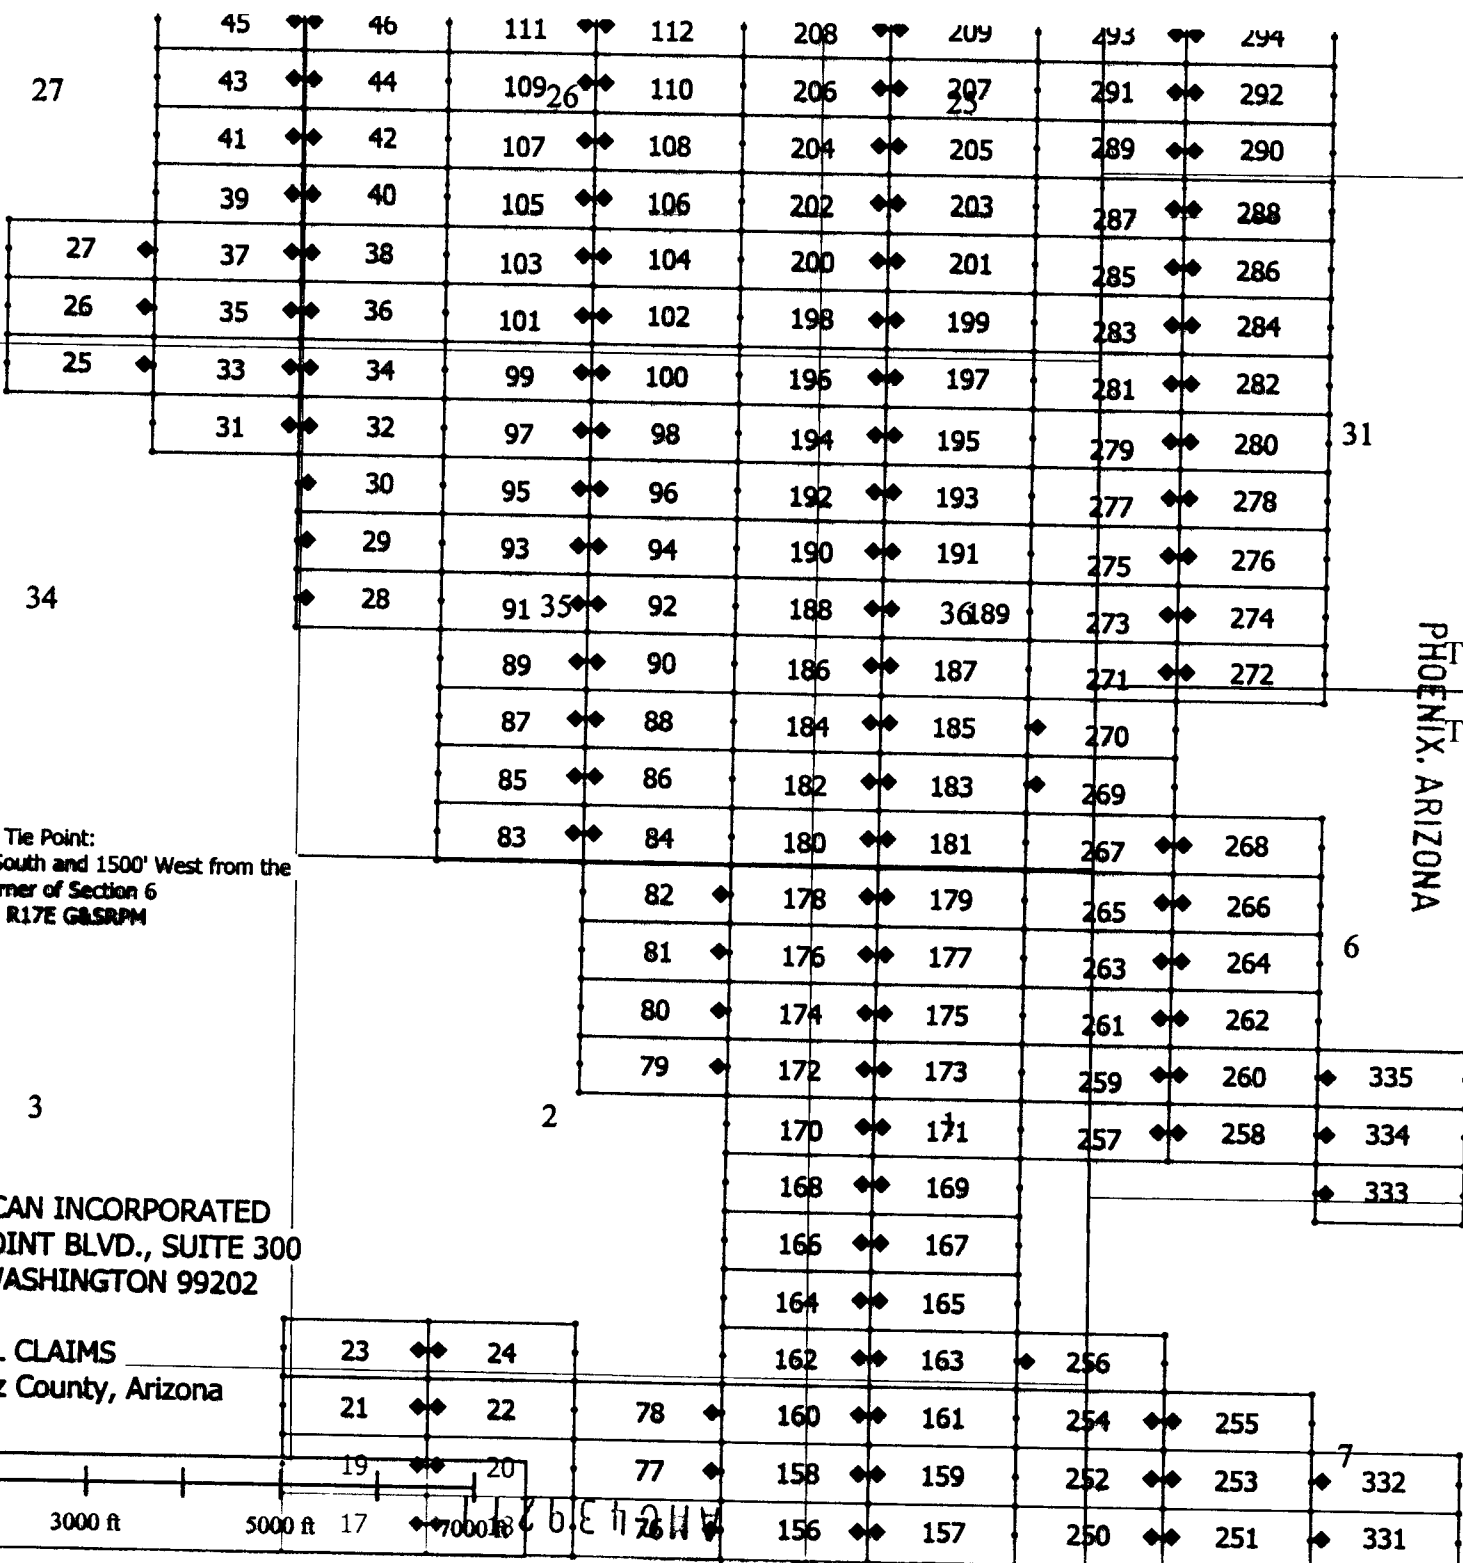 45 46 111 112 208 209 293 294
27 43 44 109 26 110 206 207 25 291 292
41 42 107 108 204 205 289 290
39 40 105 106 202 203 287 288
27 37 38 103 104 200 201 285 286
26 35 36 101 102 198 199 283 284
25 33 34 99 100 196 197 281 282
31 32 97 98 194 195 279 280 31
30 95 96 192 193 277 278
29 93 94 190 191 275 276
34 28 91 35 92 188 36 189 273 274
89 90 186 187 271 272
T
PHOENIX, ARIZONA
87 88 184 185 270
T
85 86 182 183 269
83 84 180 181 267 268
Tie Point:
South and 1500' West from the
rner of Section 6
R17E G&SRPM
82 178 179 265 266
81 176 177 263 264 6
80 174 175 261 262
79 172 173 259 260 335
3 2 170 171 1 257 258 334
168 169 333
CAN INCORPORATED
OINT BLVD., SUITE 300
WASHINGTON 99202
166 167
164 165
L CLAIMS
z County, Arizona
23 24 162 163 256
21 22 78 160 161 254 255
19 20 77 158 159 252 253 7 332
3000 ft 5000 ft 7000 ft
17 18 76 156 157 250 251 331